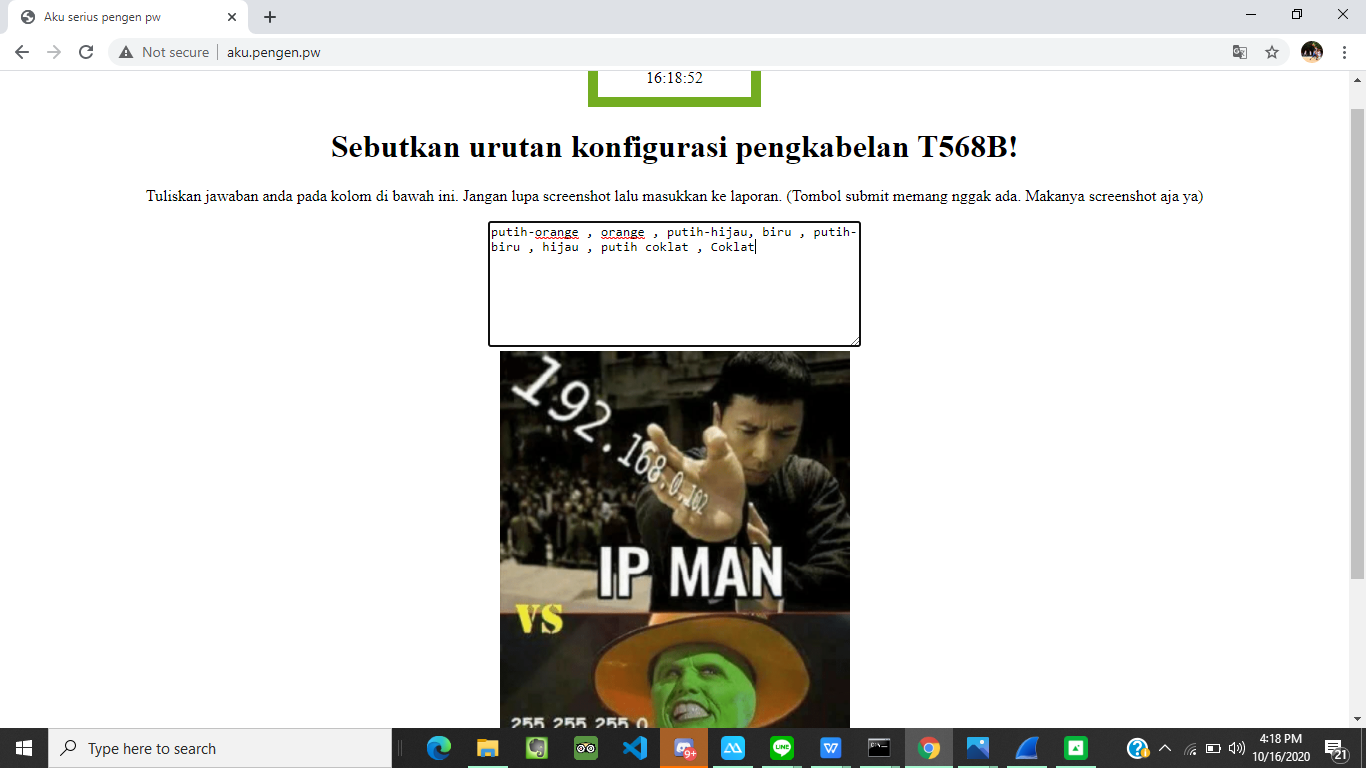 Aku serius pengen pw
Not secure
aku.pengen.pw
16:18:52
Sebutkan urutan konfigurasi pengkabelan T568B!
Tuliskan jawaban anda pada kolom di bawah ini. Jangan lupa screenshot lalu masukkan ke laporan. (Tombol submit memang nggak ada. Makanya screenshot aja ya)
putih-orange , orange , putih-hijau, biru , putih-
biru , hijau , putih coklat , Coklat
192.168.0.102
IP MAN
VS
255.255.255.0
Type here to search
9+
LINE
W
4:18 PM
10/16/2020
21